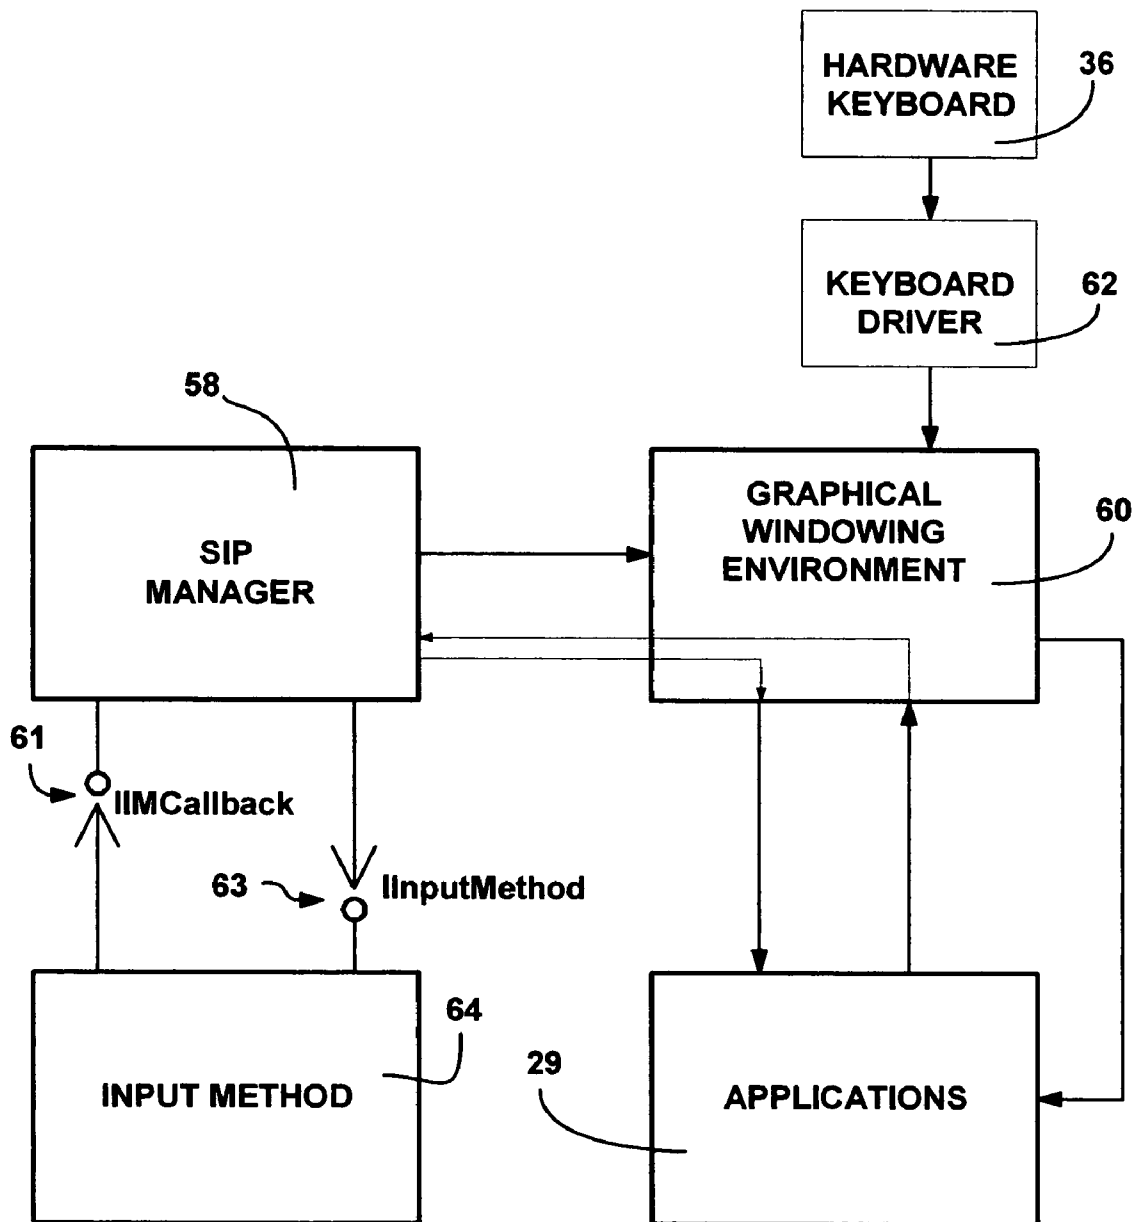 HARDWARE
KEYBOARD
36
KEYBOARD
DRIVER
62
58
SIP
MANAGER
GRAPHICAL
WINDOWING
ENVIRONMENT
60
61
IIMCallback
63
IInputMethod
INPUT METHOD
64
29
APPLICATIONS